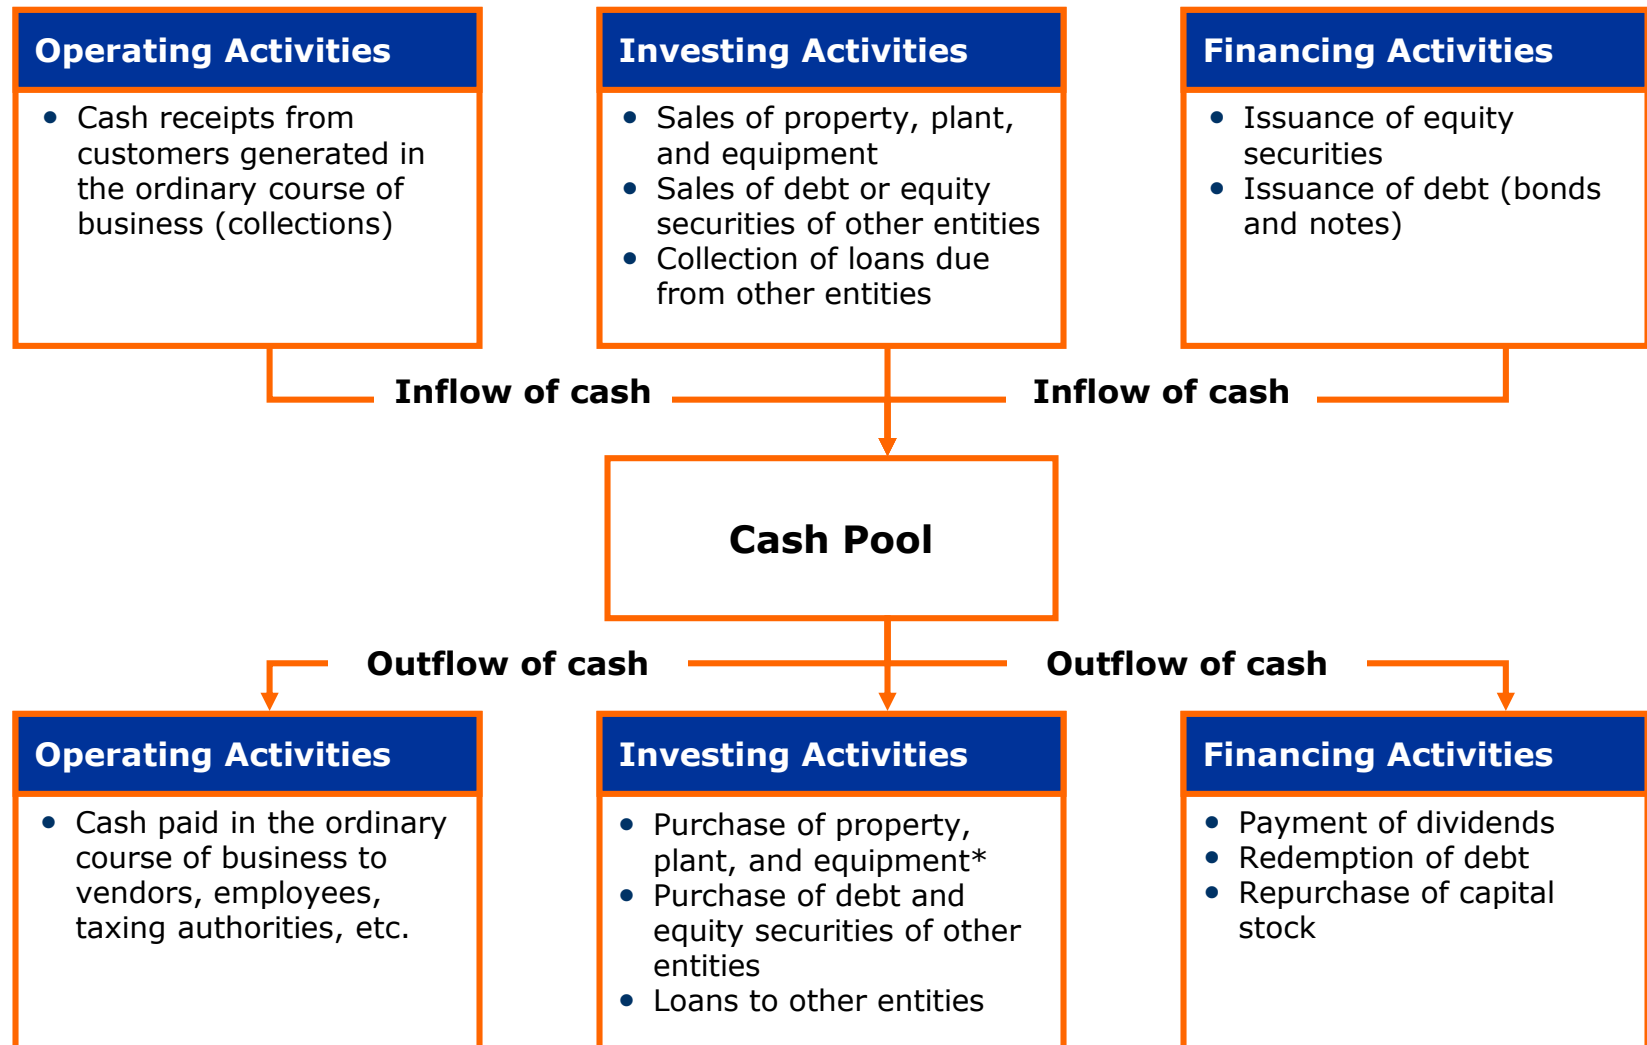 Operating Activities
• Cash receipts from
customers generated in
the ordinary course of
business (collections)
Investing Activities
• Sales of property, plant,
and equipment
• Sales of debt or equity
securities of other entities
• Collection of loans due
from other entities
Financing Activities
• Issuance of equity
securities
• Issuance of debt (bonds
and notes)
Inflow of cash
Inflow of cash
Cash Pool
Outflow of cash
Outflow of cash
Operating Activities
• Cash paid in the ordinary
course of business to
vendors, employees,
taxing authorities, etc.
Investing Activities
• Purchase of property,
plant, and equipment*
• Purchase of debt and
equity securities of other
entities
• Loans to other entities
Financing Activities
• Payment of dividends
• Redemption of debt
• Repurchase of capital
stock